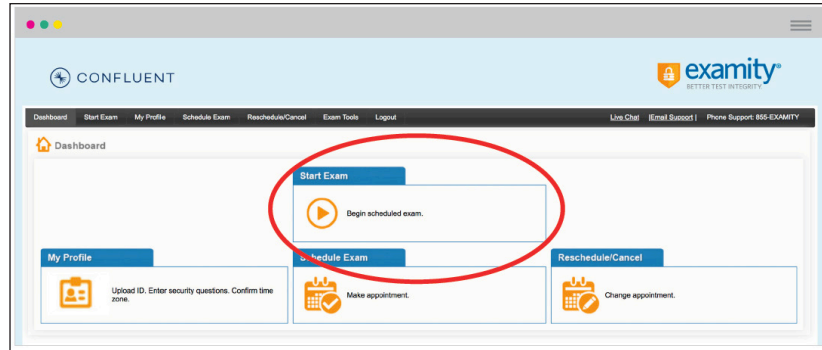 CONFLUENT
examity®
BETTER TEST INTEGRITY
Dashboard Start Exam My Profile Schedule Exam Reschedule/Cancel Exam Tools Logout Live Chat |Email Support | Phone Support: 855-EXAMITY
Dashboard
Start Exam
Begin scheduled exam.
My Profile
Upload ID. Enter security questions. Confirm time
zone.
Schedule Exam
Make appointment.
Reschedule/Cancel
Change appointment.